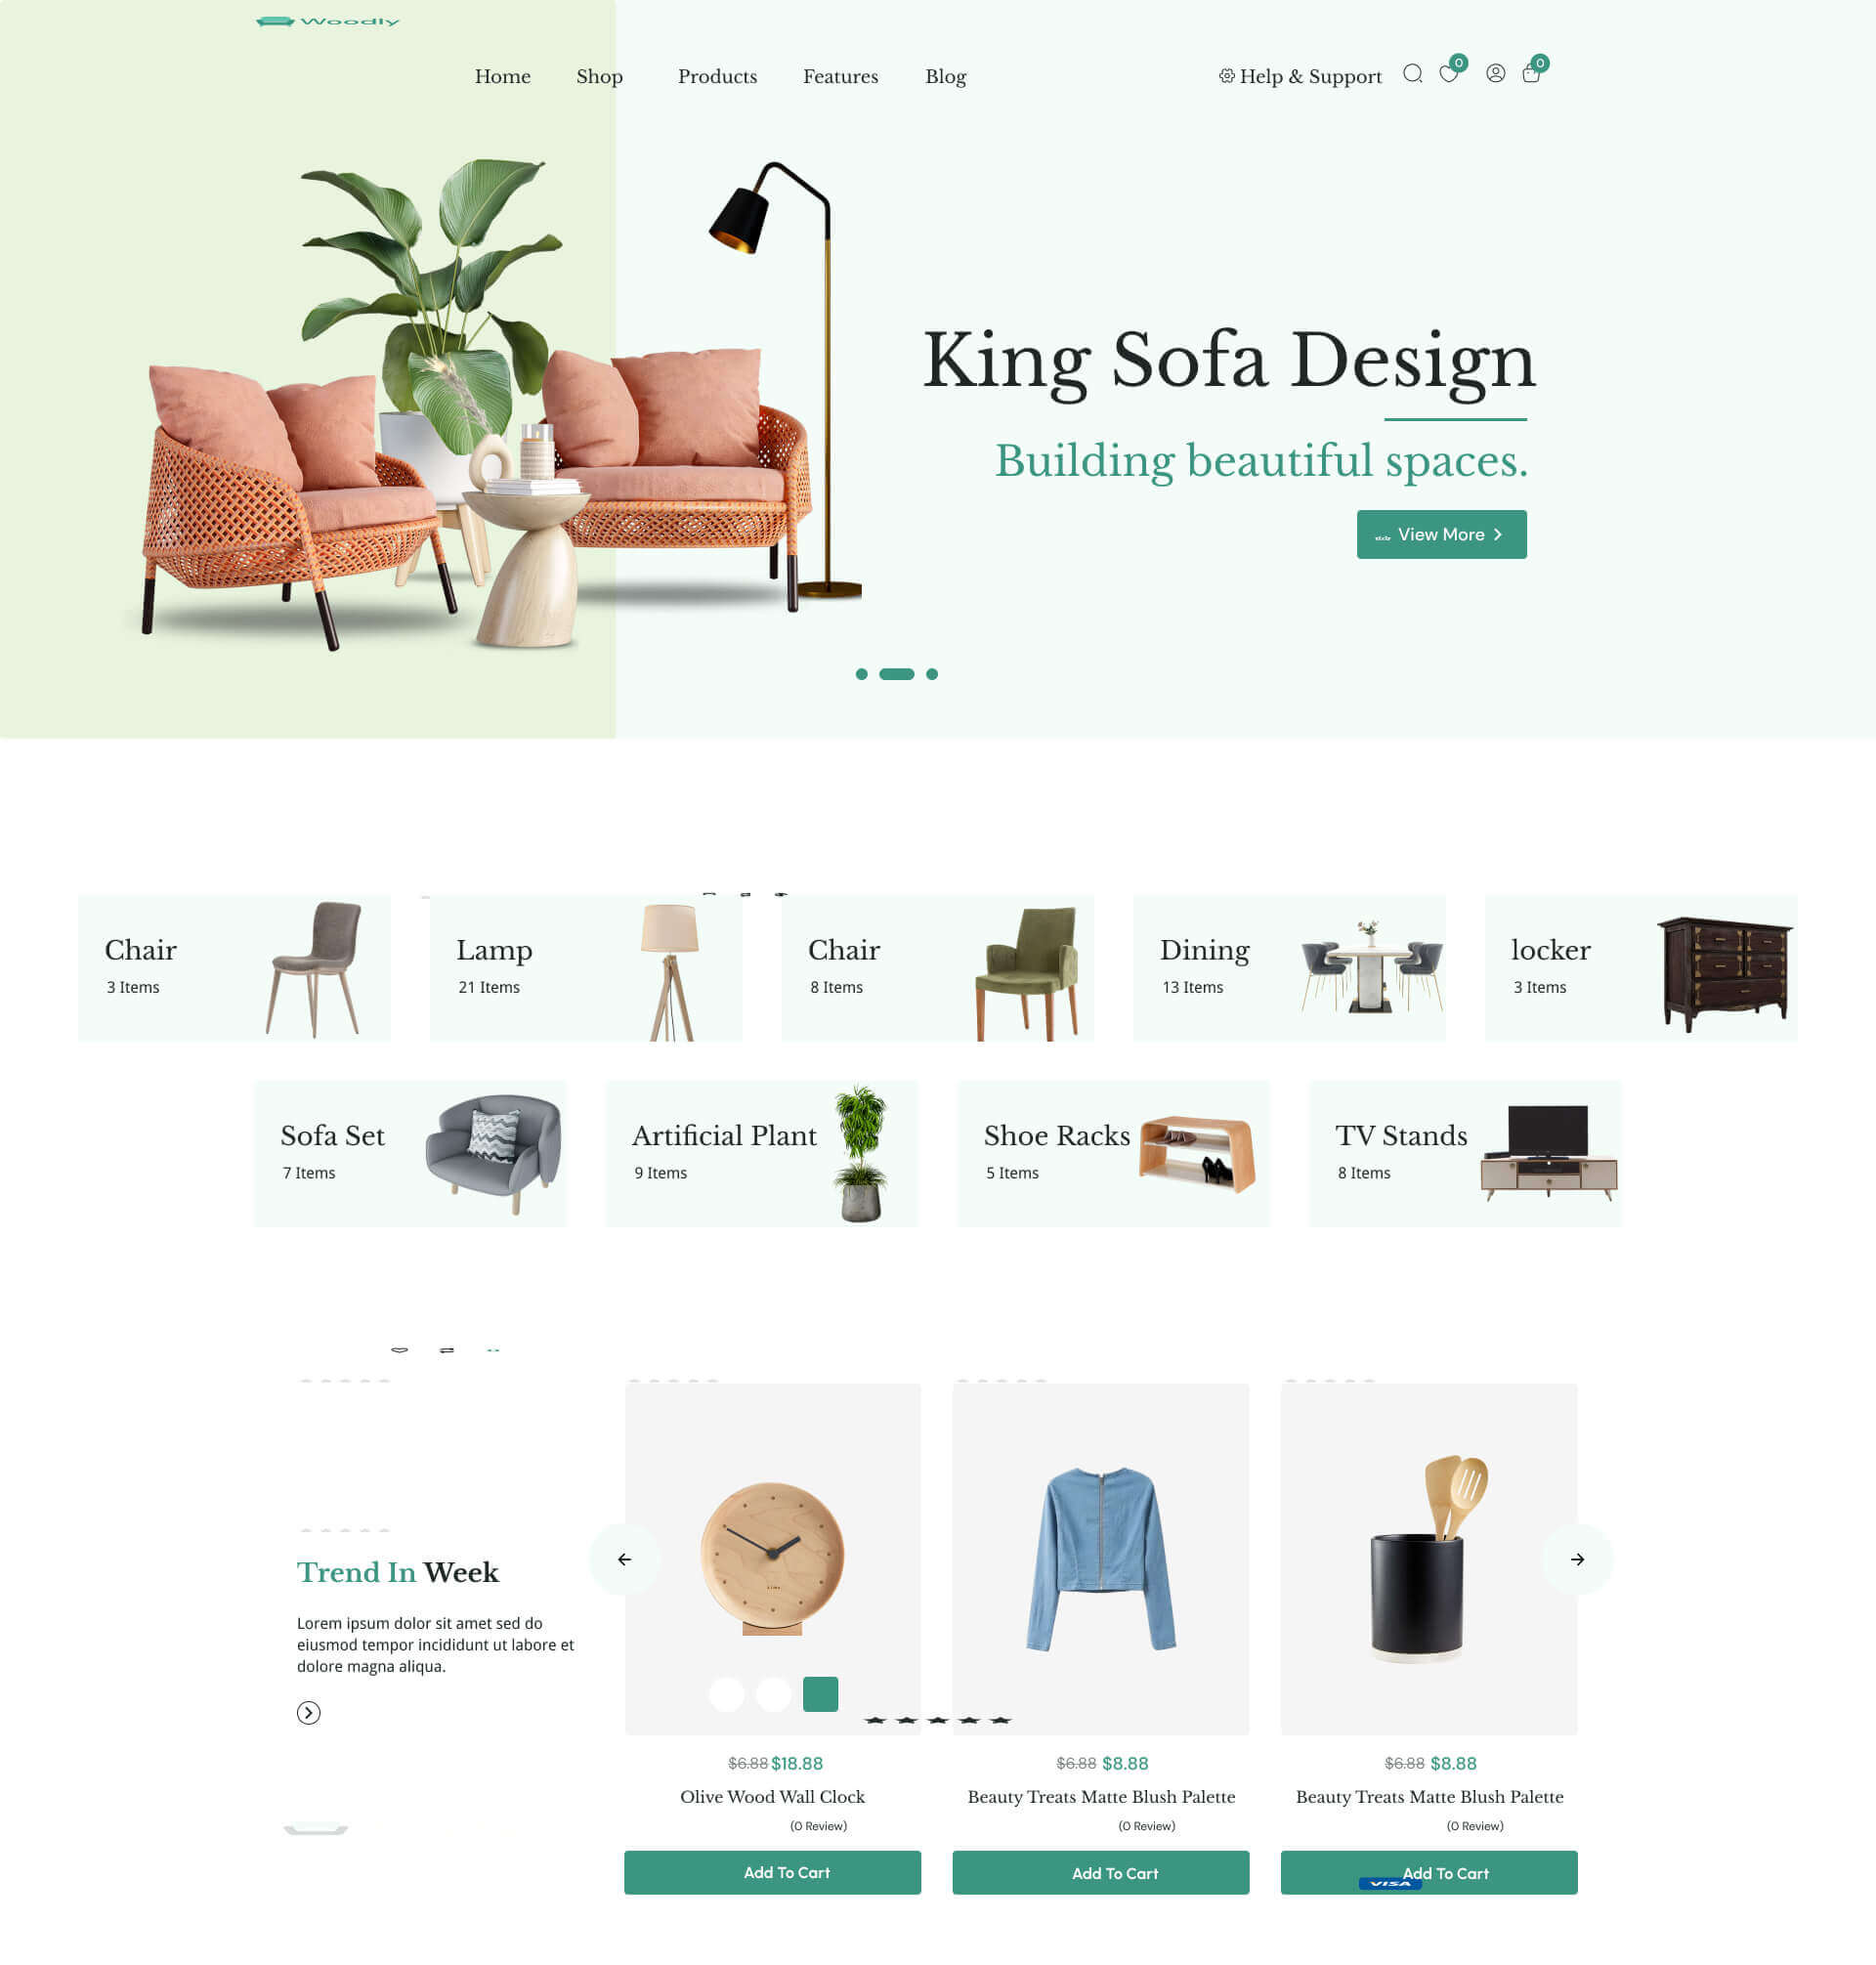 Woodly
Home Shop Products Features Blog Help & Support 0 0
King Sofa Design
Building beautiful spaces.
View More
Chair
3 Items
Lamp
21 Items
Chair
8 Items
Dining
13 Items
locker
3 Items
Sofa Set
7 Items
Artificial Plant
9 Items
Shoe Racks
5 Items
TV Stands
8 Items
Trend In Week
Lorem ipsum dolor sit amet sed do
eiusmod tempor incididunt ut labore et
dolore magna aliqua.
$6.88 $18.88
Olive Wood Wall Clock
(0 Review)
Add To Cart
$6.88 $8.88
Beauty Treats Matte Blush Palette
(0 Review)
Add To Cart
$6.88 $8.88
Beauty Treats Matte Blush Palette
(0 Review)
Add To Cart
VISA